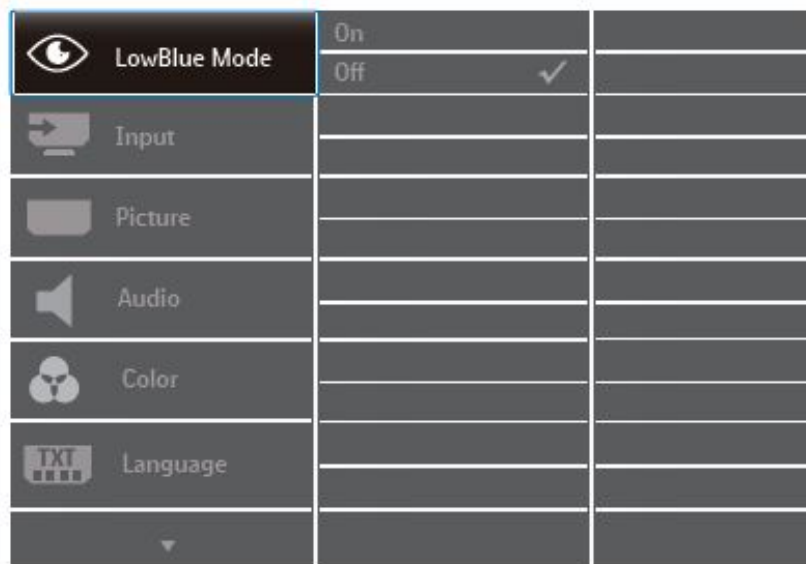 LowBlue Mode
On
Off
Input
Picture
Audio
Color
TXT
Language